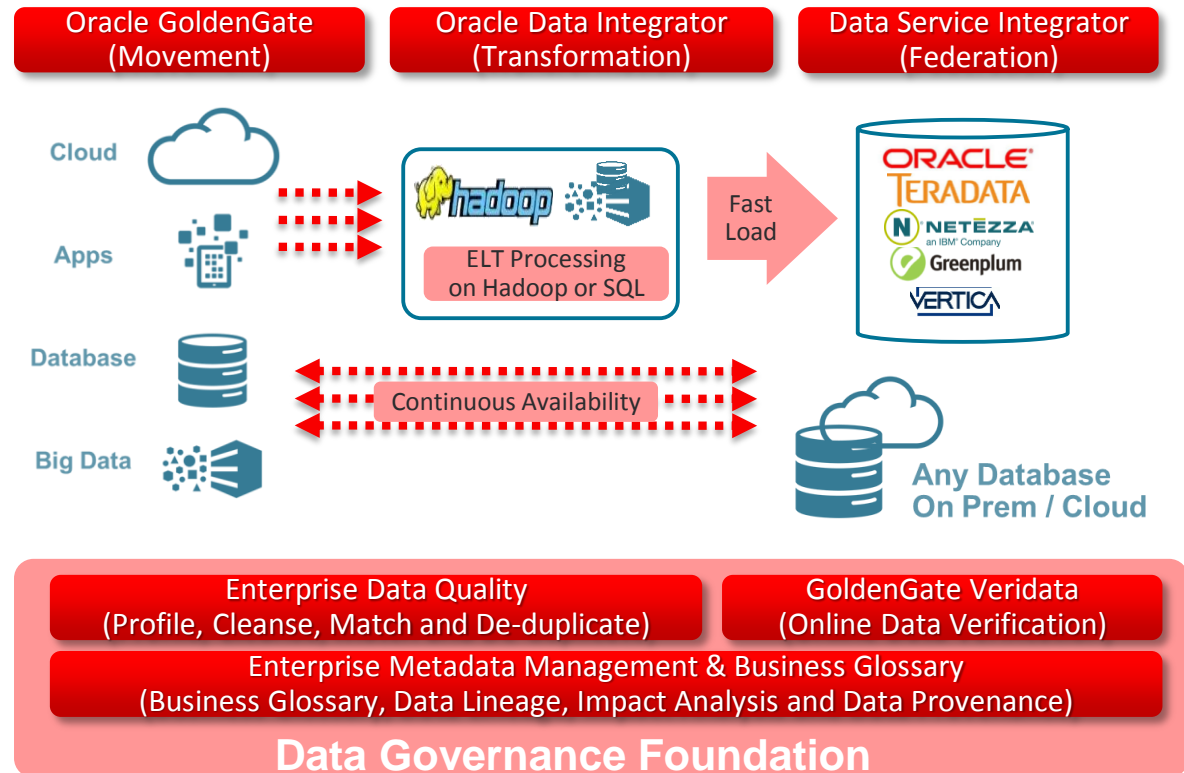 Oracle GoldenGate
(Movement)
Oracle Data Integrator
(Transformation)
Data Service Integrator
(Federation)
Cloud
Apps
Database
Big Data
hadoop
ELT Processing
on Hadoop or SQL
Fast
Load
ORACLE®
TERADATA
N NETEZZA
an IBM® Company
Greenplum
VERTICA
Continuous Availability
Any Database
On Prem / Cloud
Enterprise Data Quality
(Profile, Cleanse, Match and De-duplicate)
GoldenGate Veridata
(Online Data Verification)
Enterprise Metadata Management & Business Glossary
(Business Glossary, Data Lineage, Impact Analysis and Data Provenance)
Data Governance Foundation